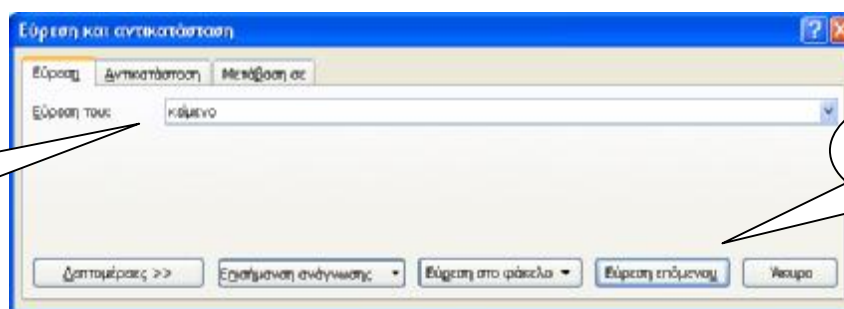 Εύρεση και αντικατάσταση
Εύρεση Αντικατάσταση Μετάβαση σε
Εύρεση του: κείμενο
Λεπτομέρειες >> Επισήμανση ανάγνωσης Εύρεση στο φάκελο Εύρεση επόμενου Άκυρο